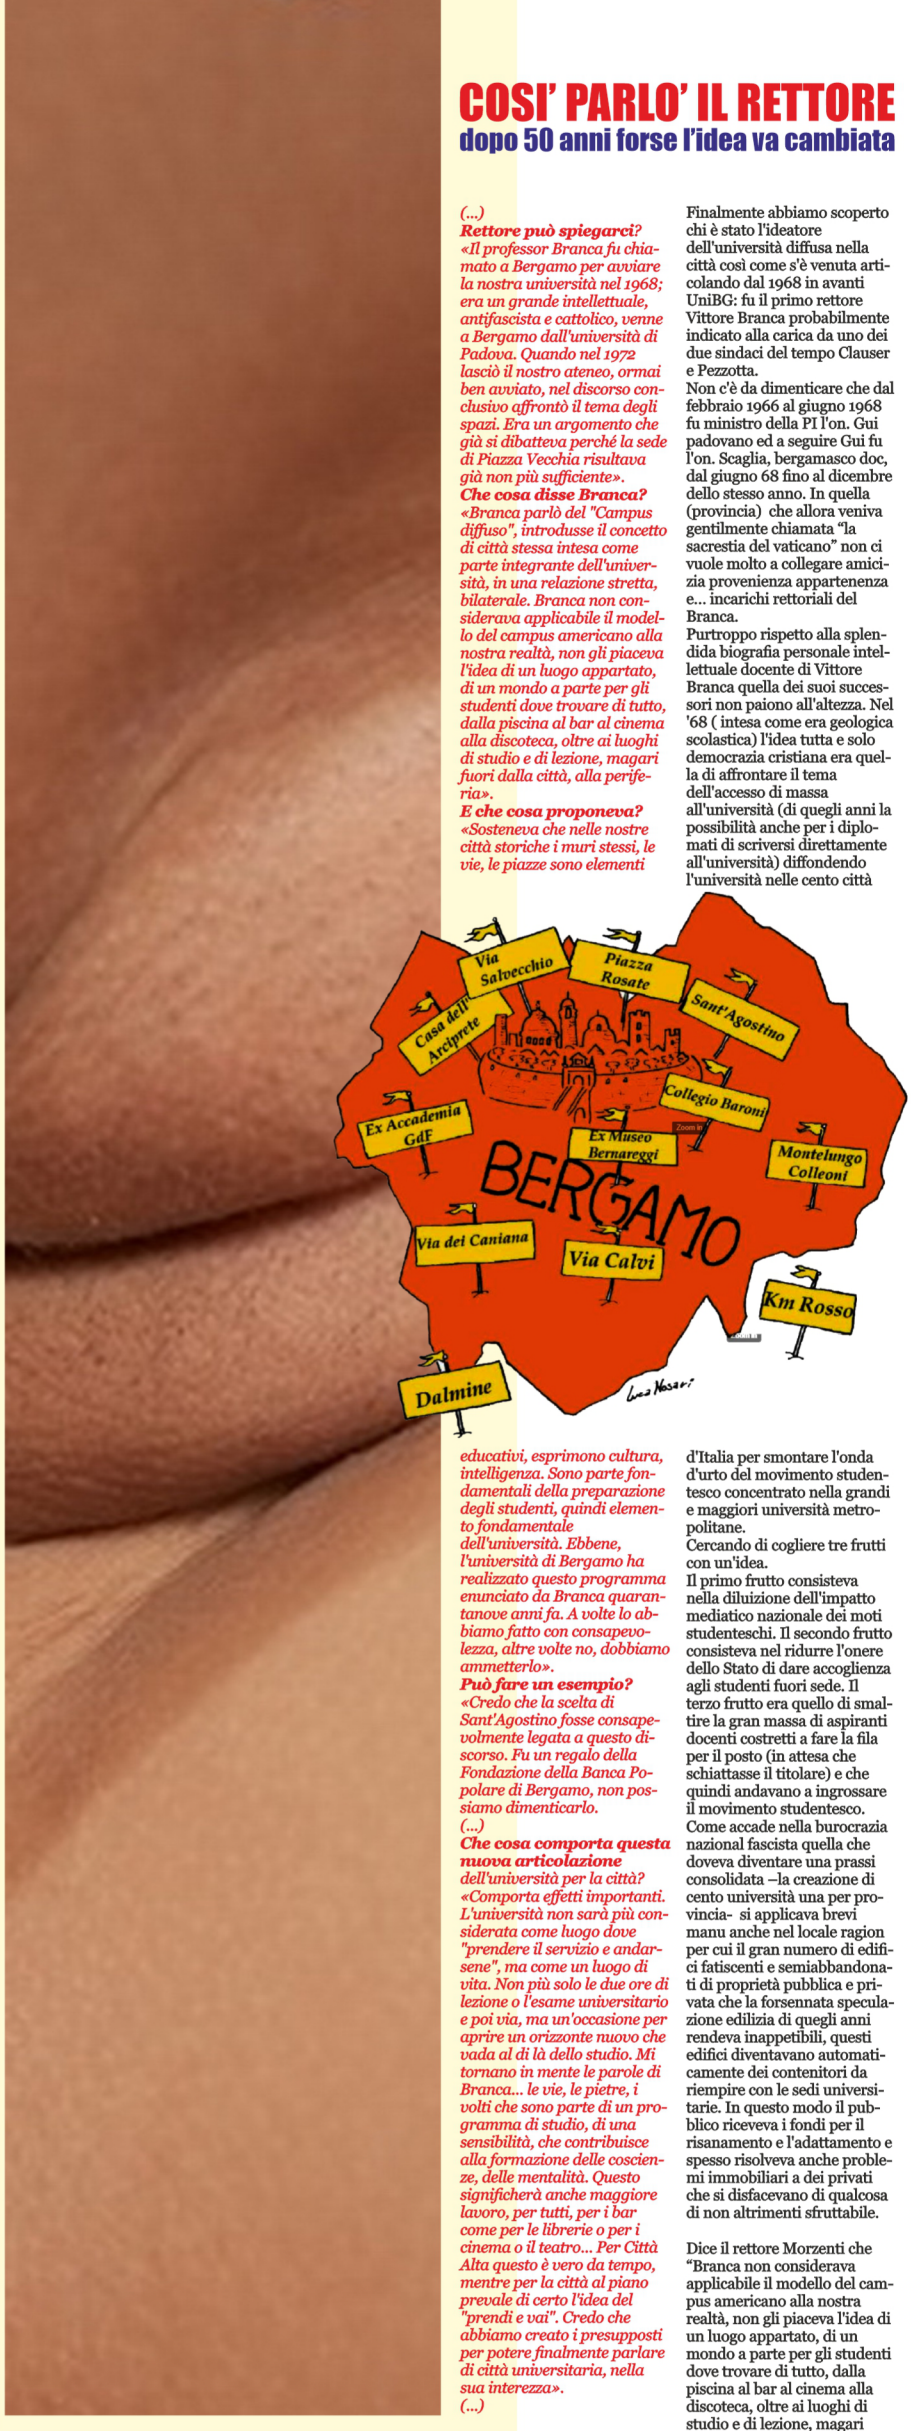 COSI' PARLO' IL RETTORE
dopo 50 anni forse l'idea va cambiata
(...)
Rettore può spiegarci?
«Il professor Branca fu chia-
mato a Bergamo per avviare
la nostra università nel 1968;
era un grande intellettuale,
antifascista e cattolico, venne
a Bergamo dall'università di
Padova. Quando nel 1972
lasciò il nostro ateneo, ormai
ben avviato, nel discorso con-
clusivo affrontò il tema degli
spazi. Era un argomento che
già si dibatteva perché la sede
di Piazza Vecchia risultava
già non più sufficiente».
Che cosa disse Branca?
«Branca parlò del "Campus
diffuso", introdusse il concetto
di città stessa intesa come
parte integrante dell'univer-
sità, in una relazione stretta,
bilaterale. Branca non con-
siderava applicabile il model-
lo del campus americano alla
nostra realtà, non gli piaceva
l'idea di un luogo appartato,
di un mondo a parte per gli
studenti dove trovare di tutto,
dalla piscina al bar al cinema
alla discoteca, oltre ai luoghi
di studio e di lezione, magari
fuori dalla città, alla perife-
ria».
E che cosa proponeva?
«Sosteneva che nelle nostre
città storiche i muri stessi, le
vie, le piazze sono elementi
educativi, esprimono cultura,
intelligenza. Sono parte fon-
damentali della preparazione
degli studenti, quindi elemen-
to fondamentale
dell'università. Ebbene,
l'università di Bergamo ha
realizzato questo programma
enunciato da Branca quaran-
tanove anni fa. A volte lo ab-
biamo fatto con consapevo-
lezza, altre volte no, dobbiamo
ammetterlo».
Può fare un esempio?
«Credo che la scelta di
Sant'Agostino fosse consape-
volmente legata a questo di-
scorso. Fu un regalo della
Fondazione della Banca Po-
polare di Bergamo, non pos-
siamo dimenticarlo.
(...)
Che cosa comporta questa
nuova articolazione
dell'università per la città?
«Comporta effetti importanti.
L'università non sarà più con-
siderata come luogo dove
"prendere il servizio e andar-
sene", ma come un luogo di
vita. Non più solo le due ore di
lezione o l'esame universitario
e poi via, ma un'occasione per
aprire un orizzonte nuovo che
vada al di là dello studio. Mi
tornano in mente le parole di
Branca... le vie, le pietre, i
volti che sono parte di un pro-
gramma di studio, di una
sensibilità, che contribuisce
alla formazione delle coscien-
ze, delle mentalità. Questo
significherà anche maggiore
lavoro, per tutti, per i bar
come per le librerie o per i
cinema o il teatro... Per Città
Alta questo è vero da tempo,
mentre per la città al piano
prevale di certo l'idea del
"prendi e vai". Credo che
abbiamo creato i presupposti
per potere finalmente parlare
di città universitaria, nella
sua interezza».
(...)
Finalmente abbiamo scoperto
chi è stato l'ideatore
dell'università diffusa nella
città così come s'è venuta arti-
colando dal 1968 in avanti
UniBG: fu il primo rettore
Vittore Branca probabilmente
indicato alla carica da uno dei
due sindaci del tempo Clauser
e Pezzotta.
Non c'è da dimenticare che dal
febbraio 1966 al giugno 1968
fu ministro della PI l'on. Gui
padovano ed a seguire Gui fu
l'on. Scaglia, bergamasco doc,
dal giugno 68 fino al dicembre
dello stesso anno. In quella
(provincia) che allora veniva
gentilmente chiamata “la
sacrestia del vaticano” non ci
vuole molto a collegare amici-
zia provenienza appartenenza
e... incarichi rettoriali del
Branca.
Purtroppo rispetto alla splen-
dida biografia personale intel-
lettuale docente di Vittore
Branca quella dei suoi succes-
sori non paiono all'altezza. Nel
'68 ( intesa come era geologica
scolastica) l'idea tutta e solo
democrazia cristiana era quel-
la di affrontare il tema
dell'accesso di massa
all'università (di quegli anni la
possibilità anche per i diplo-
mati di scriversi direttamente
all'università) diffondendo
l'università nelle cento città
d'Italia per smontare l'onda
d'urto del movimento studen-
tesco concentrato nella grandi
e maggiori università metro-
politane.
Cercando di cogliere tre frutti
con un'idea.
Il primo frutto consisteva
nella diluizione dell'impatto
mediatico nazionale dei moti
studenteschi. Il secondo frutto
consisteva nel ridurre l'onere
dello Stato di dare accoglienza
agli studenti fuori sede. Il
terzo frutto era quello di smal-
tire la gran massa di aspiranti
docenti costretti a fare la fila
per il posto (in attesa che
schiattasse il titolare) e che
quindi andavano a ingrossare
il movimento studentesco.
Come accade nella burocrazia
nazional fascista quella che
doveva diventare una prassi
consolidata –la creazione di
cento università una per pro-
vincia- si applicava brevi
manu anche nel locale ragion
per cui il gran numero di edifi-
ci fatiscenti e semiabbandona-
ti di proprietà pubblica e pri-
vata che la forsennata specula-
zione edilizia di quegli anni
rendeva inappetibili, questi
edifici diventavano automati-
camente dei contenitori da
riempire con le sedi universi-
tarie. In questo modo il pub-
blico riceveva i fondi per il
risanamento e l'adattamento e
spesso risolveva anche proble-
mi immobiliari a dei privati
che si disfacevano di qualcosa
di non altrimenti sfruttabile.
Dice il rettore Morzenti che
“Branca non considerava
applicabile il modello del cam-
pus americano alla nostra
realtà, non gli piaceva l'idea di
un luogo appartato, di un
mondo a parte per gli studenti
dove trovare di tutto, dalla
piscina al bar al cinema alla
discoteca, oltre ai luoghi di
studio e di lezione, magari
Via
Salvecchio
Piazza
Rosate
Casa dell'
Arciprete
Sant'Agostino
Collegio Baroni
Zoom in
Ex Accademia
GdF
Ex Museo
Bernareggi
Montelungo
Colleoni
BERGAMO
Via dei Caniana
Via Calvi
Km Rosso
Zoom in
Dalmine
Luca Nosari